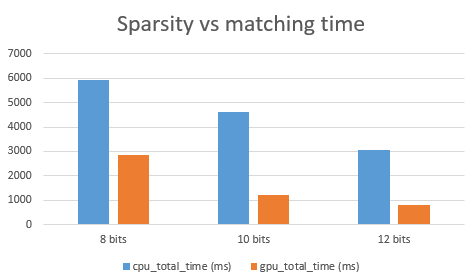 Sparsity vs matching time
7000
6000
5000
4000
3000
2000
1000
0
8 bits 10 bits 12 bits
cpu_total_time (ms) gpu_total_time (ms)